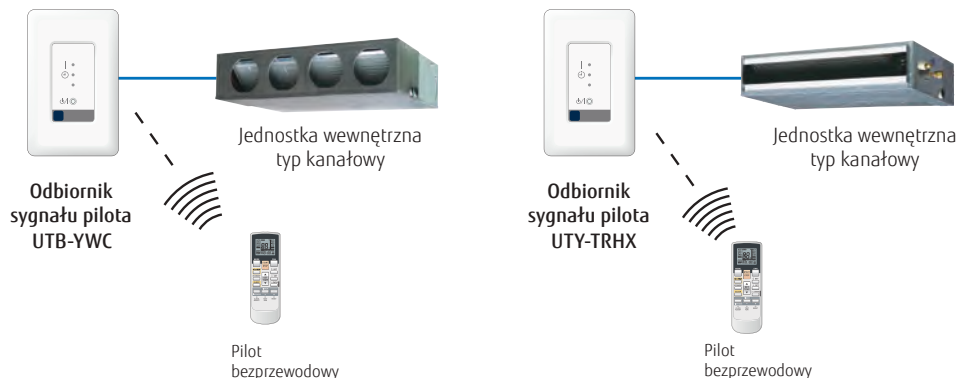 Jednostka wewnętrzna
typ kanałowy
Odbiornik
sygnału pilota
UTB-YWC
Pilot
bezprzewodowy
Jednostka wewnętrzna
typ kanałowy
Odbiornik
sygnału pilota
UTY-TRHX
Pilot
bezprzewodowy